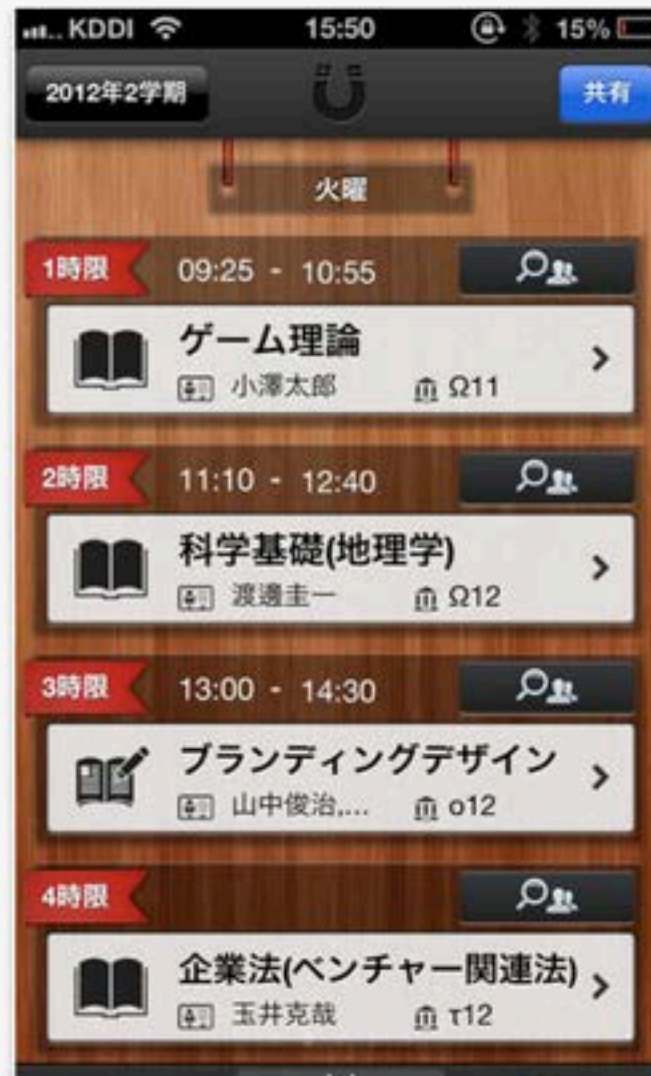 KDDI 15:50 15%
2012年2学期 共有
火曜
1時限 09:25 - 10:55
ゲーム理論
小澤太郎 Ω11
2時限 11:10 - 12:40
科学基礎(地理学)
渡邊圭一 Ω12
3時限 13:00 - 14:30
ブランディングデザイン
山中俊治,... ο12
4時限
企業法(ベンチャー関連法)
玉井克哉 τ12